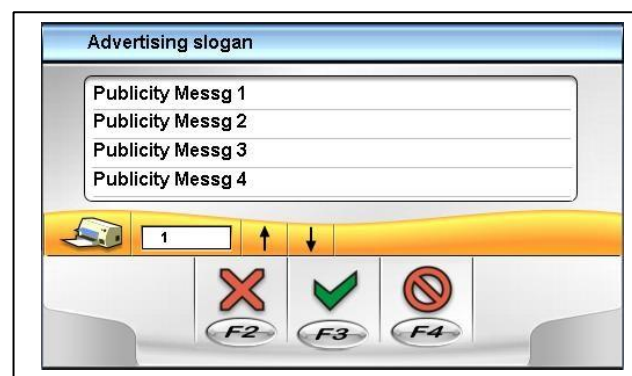 Advertising slogan
Publicity Messg 1
Publicity Messg 2
Publicity Messg 3
Publicity Messg 4
1
F2 F3 F4